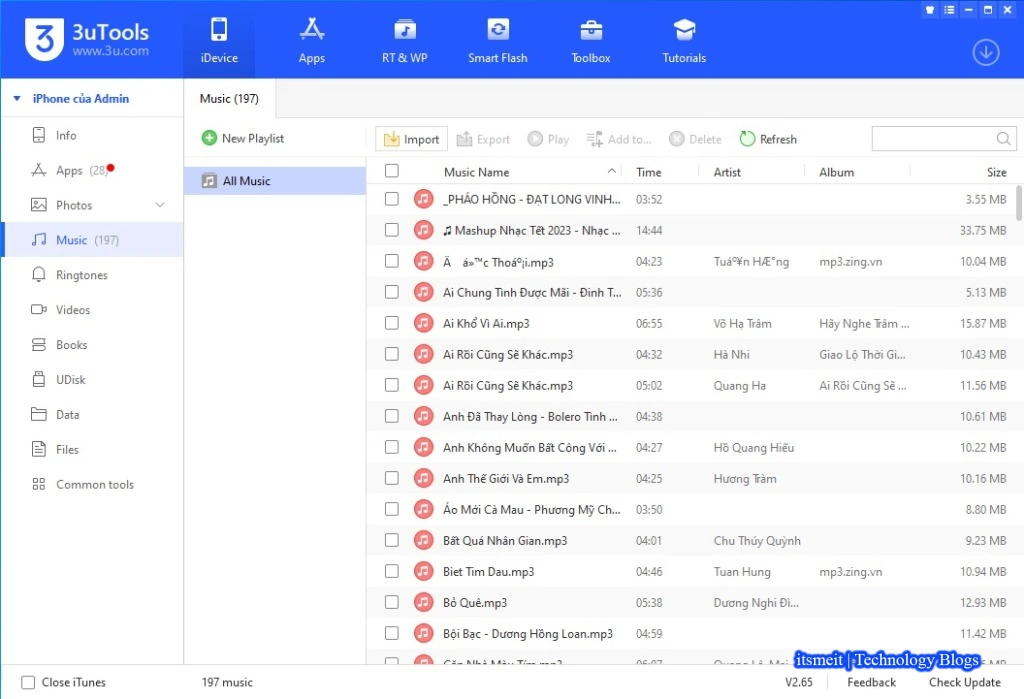 3uTools
www.3u.com
iDevice
Apps
RT & WP
Smart Flash
Toolbox
Tutorials
iPhone của Admin
Info
Apps (28)
Photos
Music (197)
Ringtones
Videos
Books
UDisk
Data
Files
Common tools
Music (197)
New Playlist
All Music
Import Export Play Add to... Delete Refresh
Music Name Time Artist Album Size
_PHÁO HỒNG - ĐẠT LONG VINH... 03:52 3.55 MB
♫ Mashup Nhạc Tết 2023 - Nhạc ... 14:44 33.75 MB
Ä á»™c Thoáº¡i.mp3 04:23 Tuáº¥n HÆ°ng mp3.zing.vn 10.04 MB
Ai Chung Tình Được Mãi - Đinh T... 05:36 5.13 MB
Ai Khổ Vì Ai.mp3 06:55 Võ Hạ Trâm Hãy Nghe Trâm ... 15.87 MB
Ai Rồi Cũng Sẽ Khác.mp3 04:32 Hà Nhi Giao Lộ Thời Gi... 10.43 MB
Ai Rồi Cũng Sẽ Khác.mp3 05:02 Quang Ha Ai Rồi Cũng Sẽ ... 11.56 MB
Anh Đã Thay Lòng - Bolero Tình ... 04:38 10.61 MB
Anh Không Muốn Bất Công Với ... 04:27 Hồ Quang Hiếu 10.22 MB
Anh Thế Giới Và Em.mp3 04:25 Hương Tràm 10.16 MB
Áo Mới Cà Mau - Phương Mỹ Ch... 03:50 8.80 MB
Bất Quá Nhân Gian.mp3 04:01 Chu Thúy Quỳnh 9.23 MB
Biet Tim Dau.mp3 04:46 Tuan Hung mp3.zing.vn 10.94 MB
Bỏ Quê.mp3 05:38 Dương Nghi Đì... 12.93 MB
Bội Bạc - Dương Hồng Loan.mp3 04:59 11.42 MB
itsmeit | Technology Blogs
Close iTunes
197 music
V2.65
Feedback
Check Update